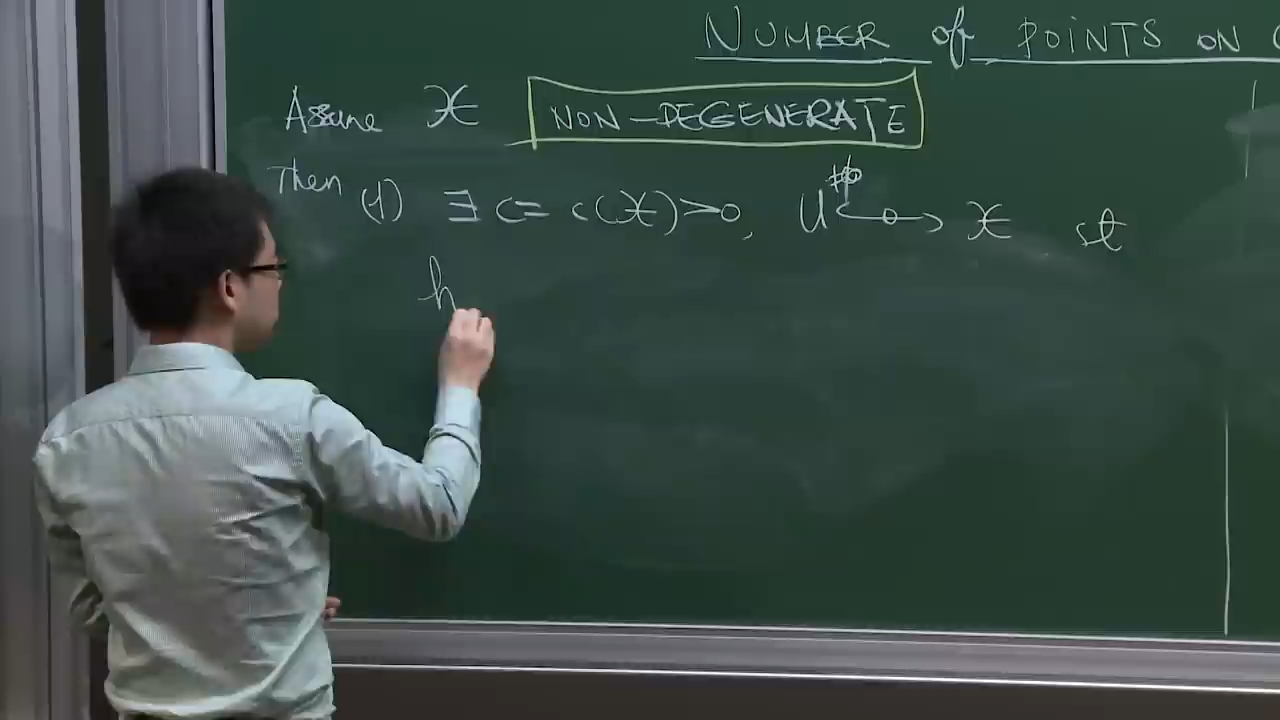 NUMBER of POINTS ON C
Assume 𝒳 NON-DEGENERATE
Then (1) ∃ c = c(𝒳) > 0, U^{≠∅} ↪ 𝒳 st
h